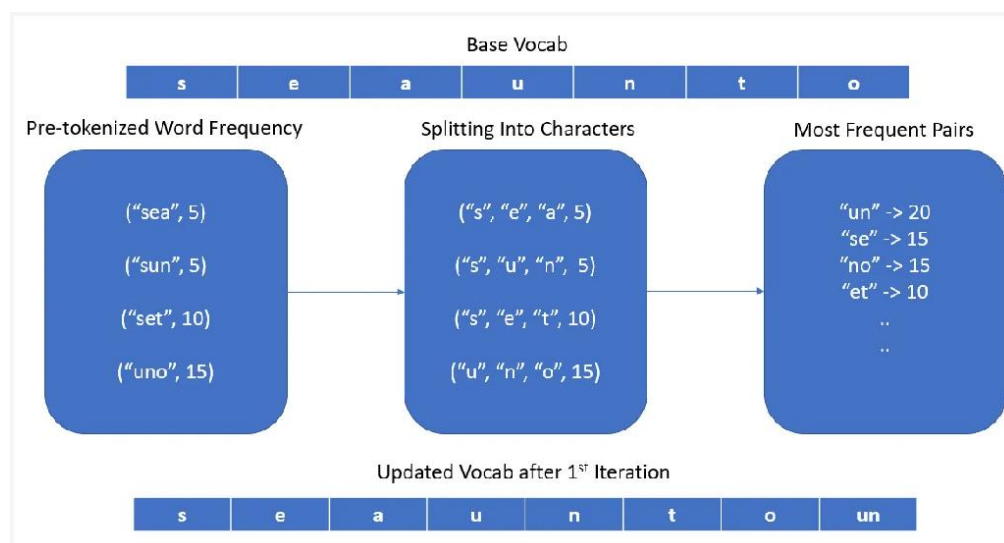 Base Vocab
s e a u n t o
Pre-tokenized Word Frequency
(“sea”, 5)
(“sun”, 5)
(“set”, 10)
(“uno”, 15)
Splitting Into Characters
(“s”, “e”, “a”, 5)
(“s”, “u”, “n”, 5)
(“s”, “e”, “t”, 10)
(“u”, “n”, “o”, 15)
Most Frequent Pairs
“un” -> 20
“se” -> 15
“no” -> 15
“et” -> 10
..
..
Updated Vocab after 1st Iteration
s e a u n t o un